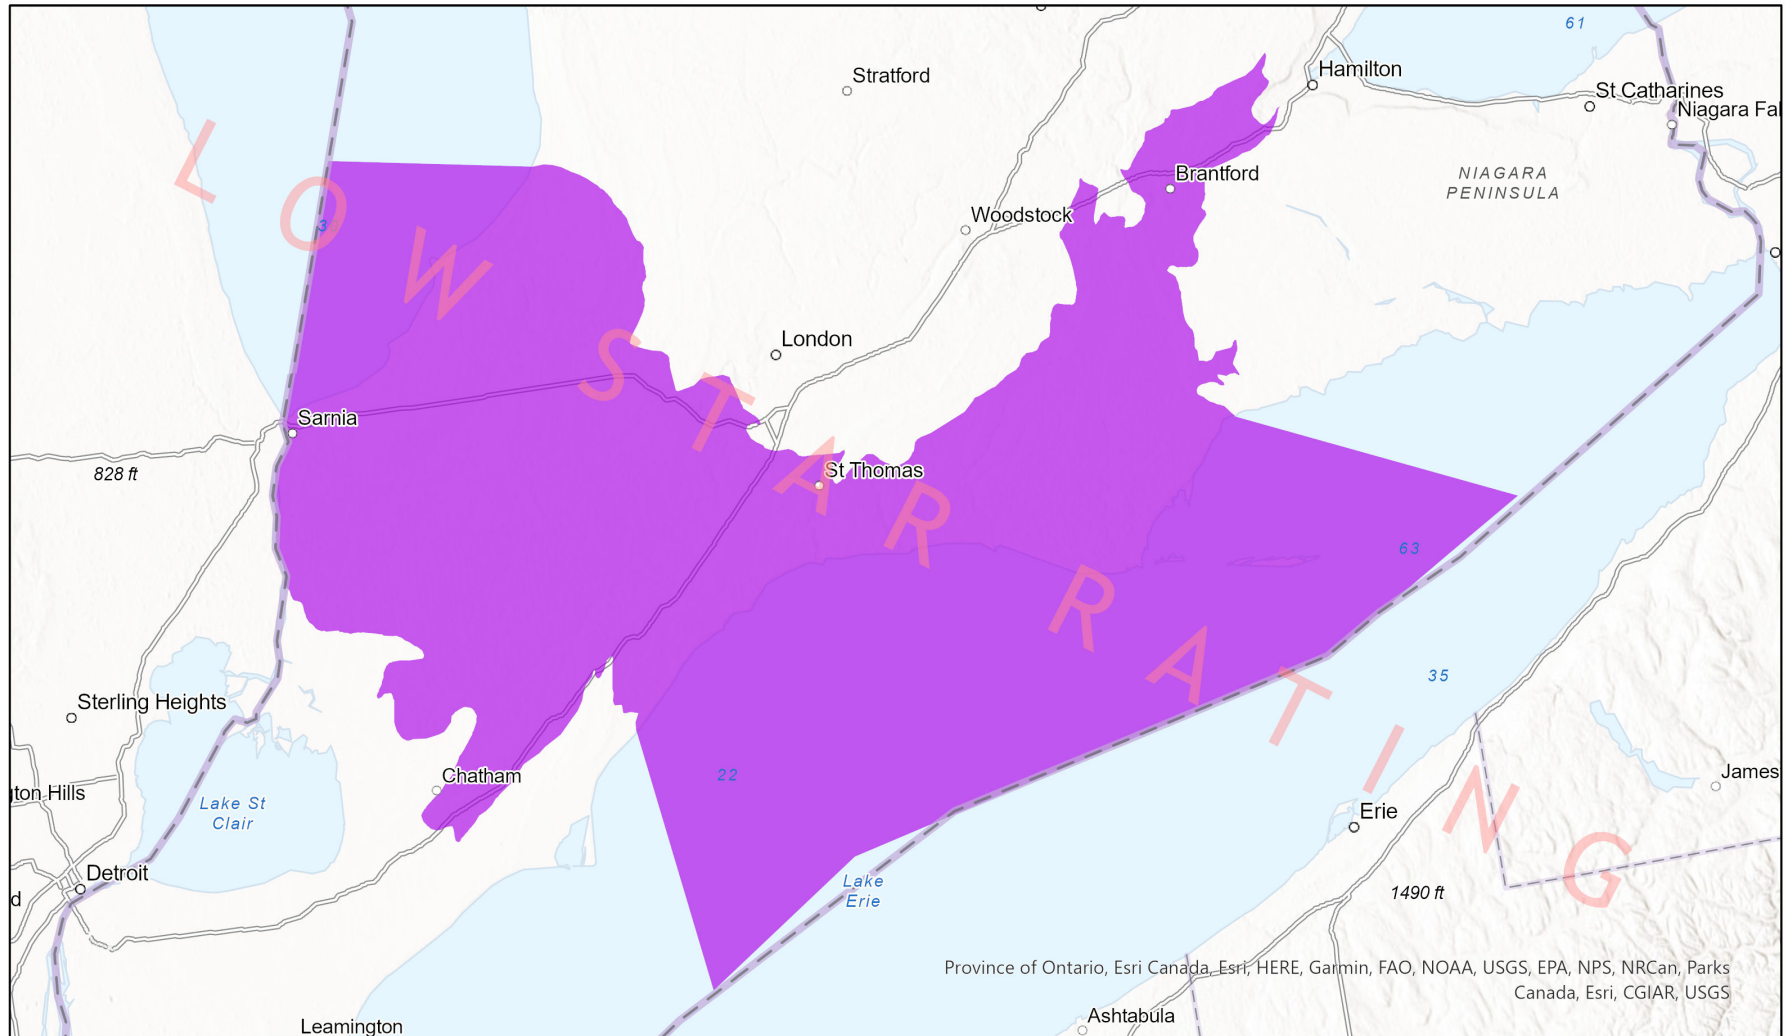 61
Hamilton
Stratford
St Catharines
Niagara Fal
NIAGARA
PENINSULA
Brantford
Woodstock
3
London
Sarnia
828 ft
St Thomas
63
35
Sterling Heights
22
Chatham
James
gton Hills
Lake St
Clair
Erie
Detroit
Lake
Erie
1490 ft
d
Province of Ontario, Esri Canada, Esri, HERE, Garmin, FAO, NOAA, USGS, EPA, NPS, NRCan, Parks
Canada, Esri, CGIAR, USGS
Ashtabula
Leamington
LOW STAR RATING